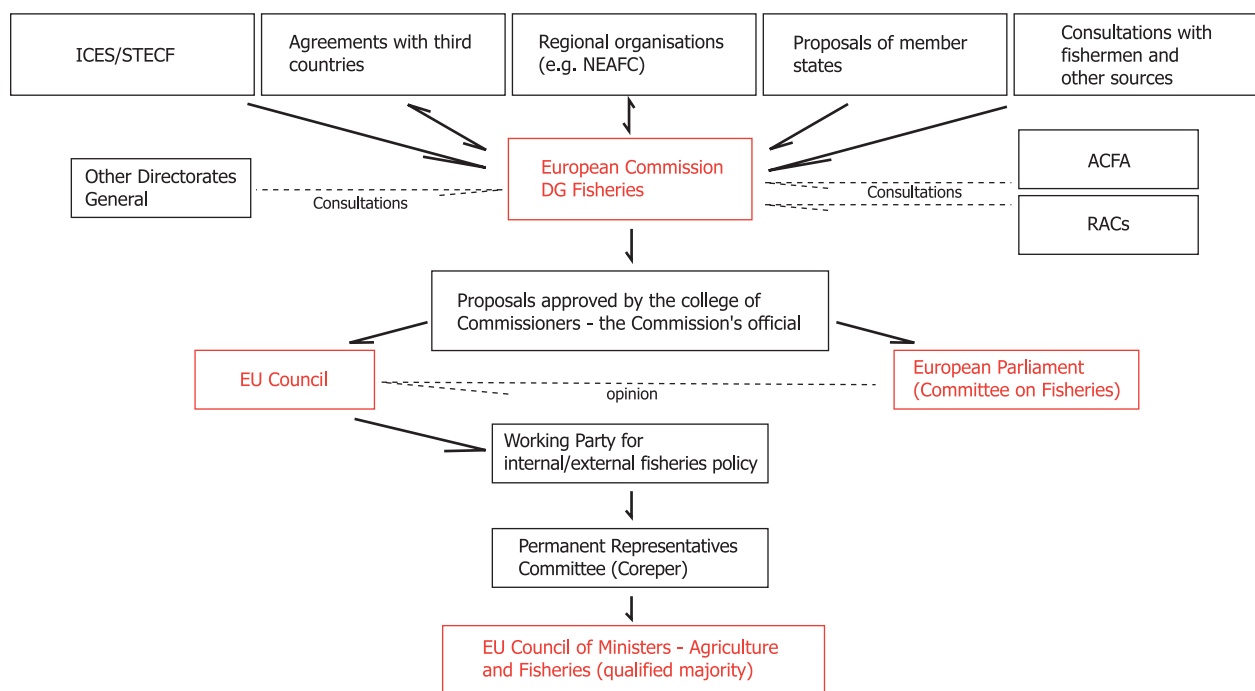 ICES/STECF
Agreements with third
countries
Regional organisations
(e.g. NEAFC)
Proposals of member
states
Consultations with
fishermen and
other sources
Other Directorates
General
Consultations
European Commission
DG Fisheries
Consultations
ACFA
RACs
Proposals approved by the college of
Commissioners - the Commission's official
EU Council
opinion
European Parliament
(Committee on Fisheries)
Working Party for
internal/external fisheries policy
Permanent Representatives
Committee (Coreper)
EU Council of Ministers - Agriculture
and Fisheries (qualified majority)